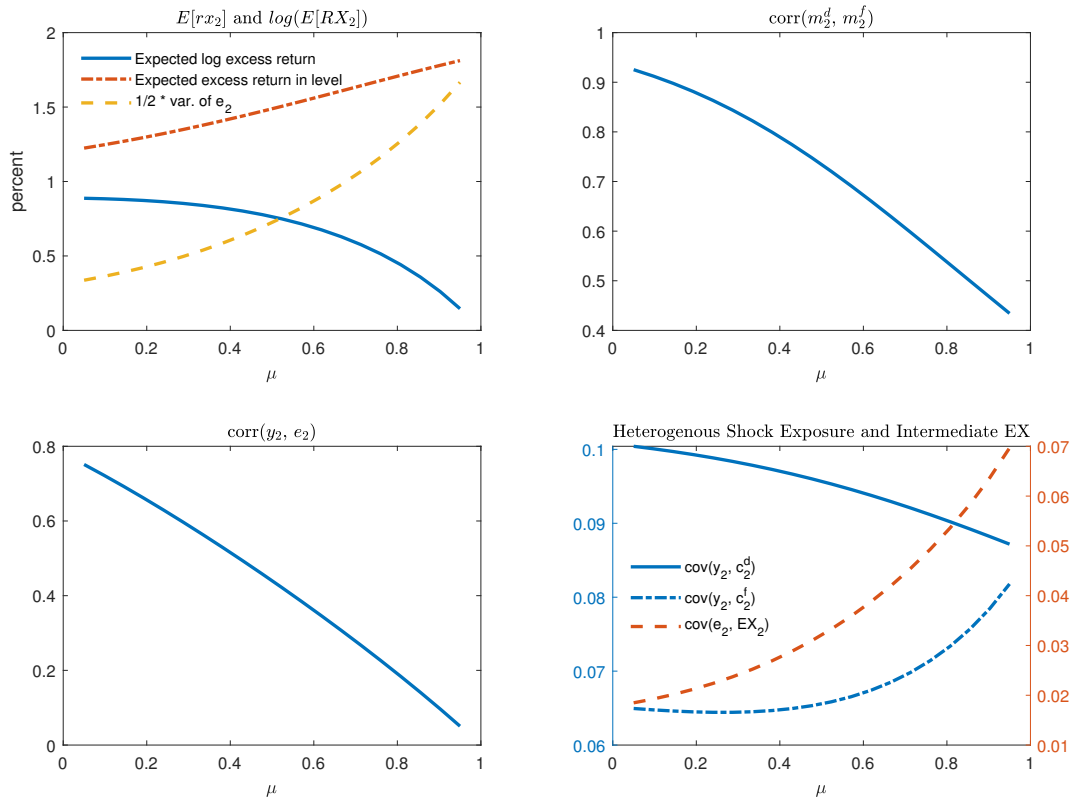 E[rx₂] and log(E[RX₂])
2
1.5
1
0.5
0
percent
Expected log excess return
Expected excess return in level
1/2 * var. of e₂
0 0.2 0.4 0.6 0.8 1
μ
corr(m₂ᵈ, m₂ᶠ)
1
0.9
0.8
0.7
0.6
0.5
0.4
0 0.2 0.4 0.6 0.8 1
μ
corr(y₂, e₂)
0.8
0.6
0.4
0.2
0
0 0.2 0.4 0.6 0.8 1
μ
Heterogenous Shock Exposure and Intermediate EX
0.1
0.09
0.08
0.07
0.06
cov(y₂, c₂ᵈ)
cov(y₂, c₂ᶠ)
cov(e₂, EX₂)
0.07
0.06
0.05
0.04
0.03
0.02
0.01
0 0.2 0.4 0.6 0.8 1
μ